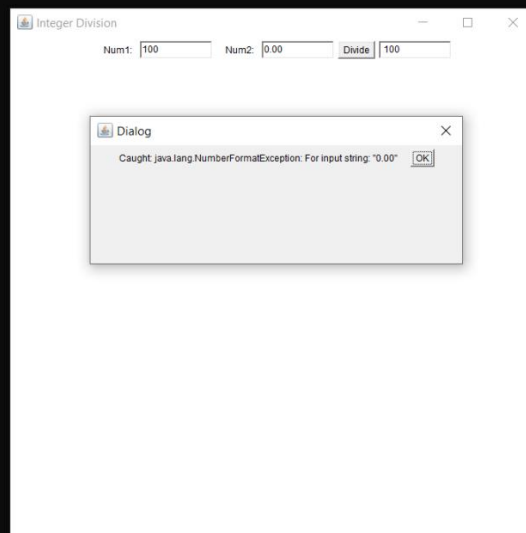 Integer Division
Num1: 100 Num2: 0.00 Divide 100
Dialog
Caught: java.lang.NumberFormatException: For input string: "0.00" OK